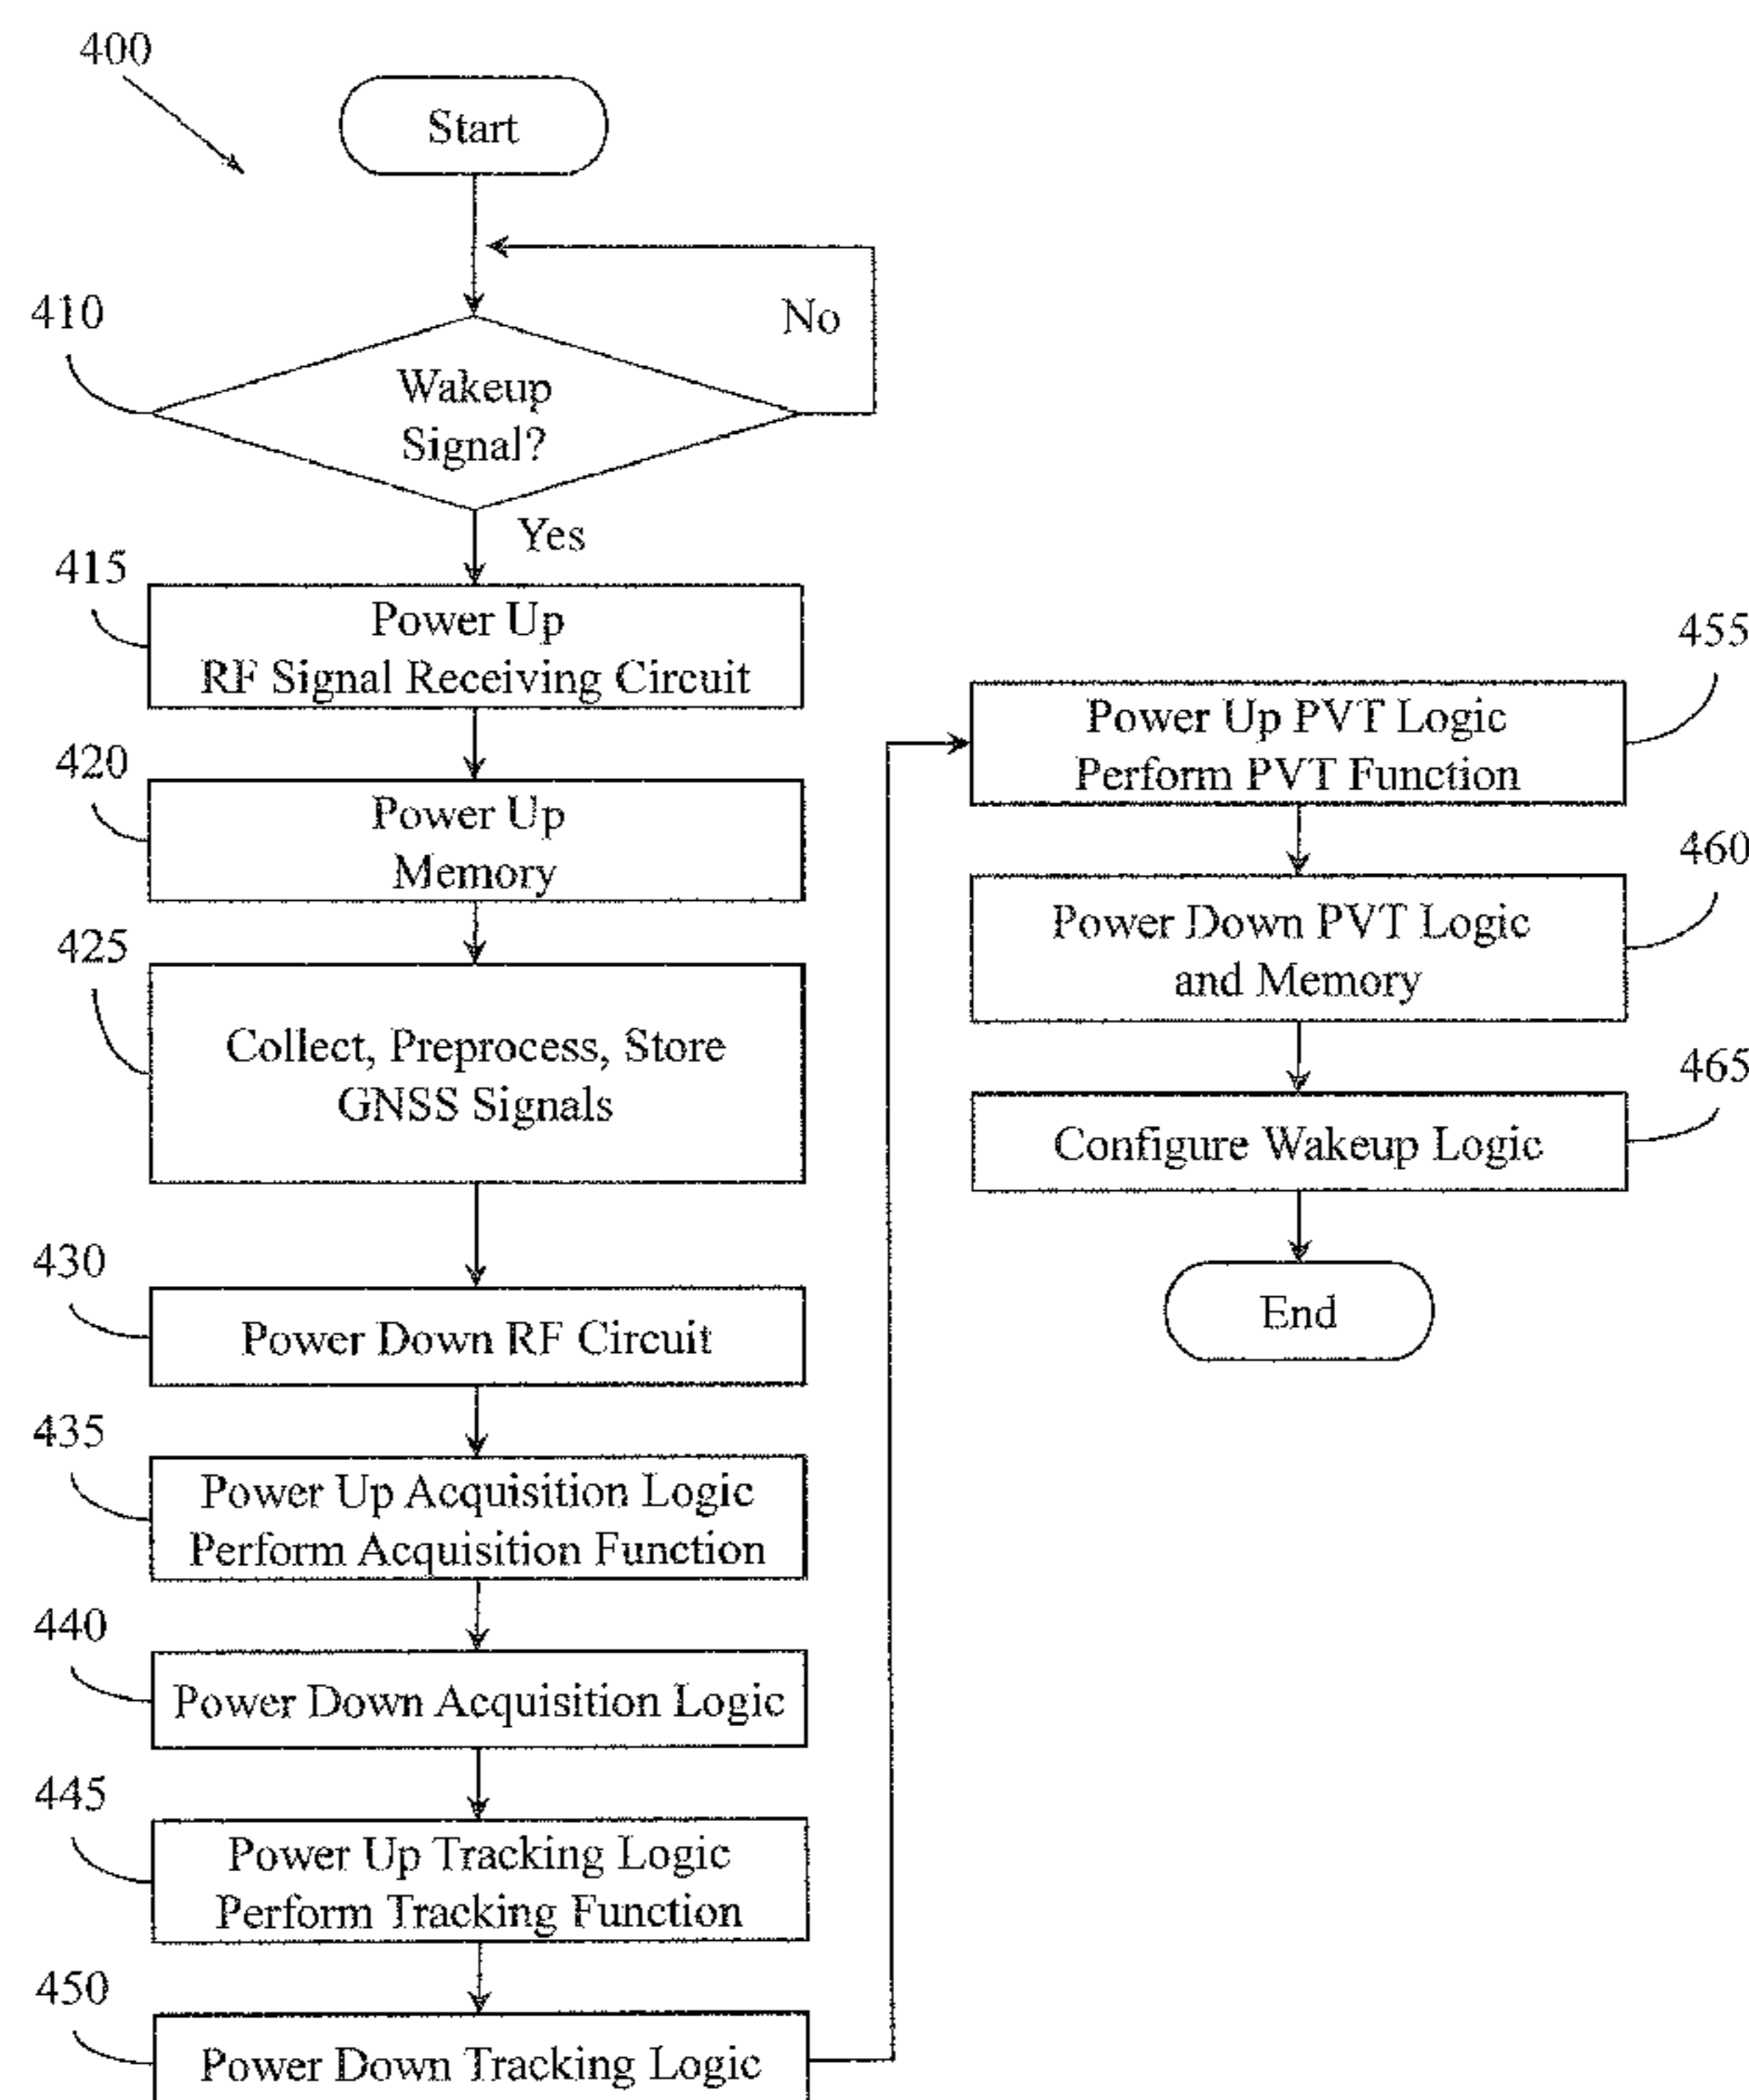 400
Start
No
410
Wakeup
Signal?
Yes
415
Power Up
RF Signal Receiving Circuit
420
Power Up
Memory
425
Collect, Preprocess, Store
GNSS Signals
430
Power Down RF Circuit
435
Power Up Acquisition Logic
Perform Acquisition Function
440
Power Down Acquisition Logic
445
Power Up Tracking Logic
Perform Tracking Function
450
Power Down Tracking Logic
455
Power Up PVT Logic
Perform PVT Function
460
Power Down PVT Logic
and Memory
465
Configure Wakeup Logic
End